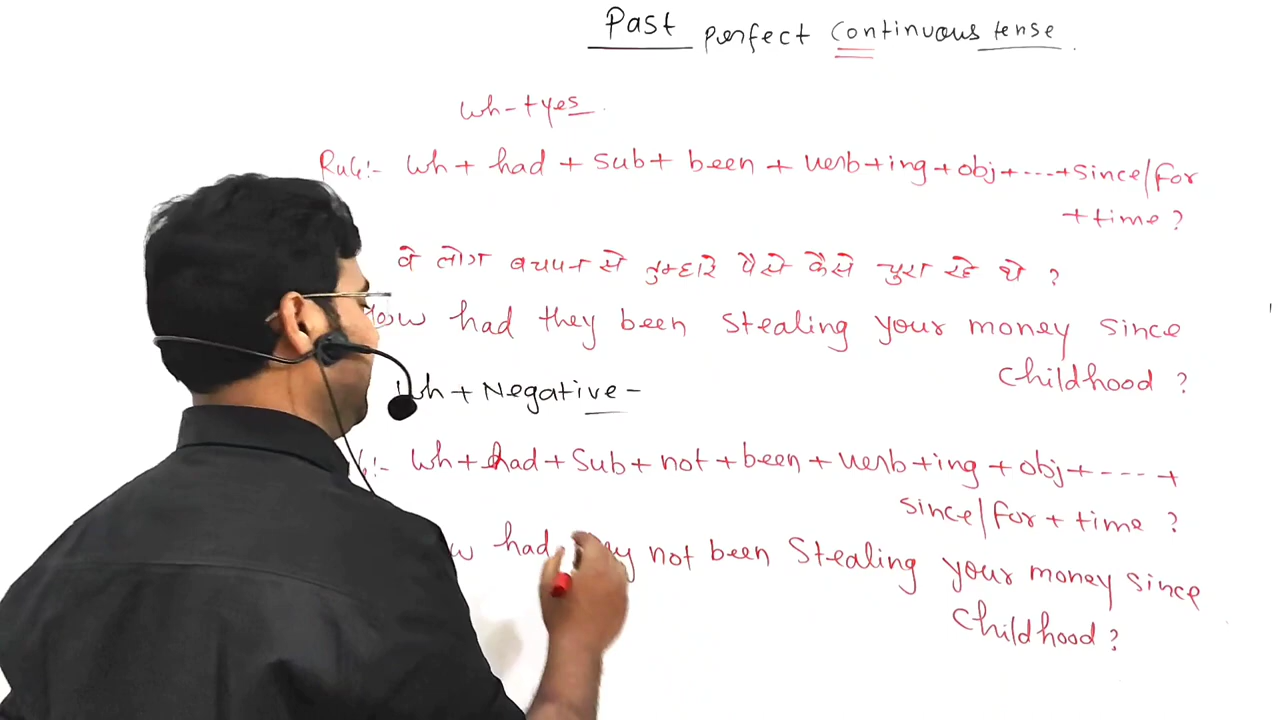 Past perfect continuous tense.
Wh- + yes.
Rule:- Wh + had + sub + been + verb + ing + obj + ---- + since/for
+ time ?
वे लोग बचपन से तुम्हारे पैसे कैसे चुरा रहे थे ?
How had they been stealing your money since
childhood ?
Wh + Negative -
Wh + had + Sub + not + been + verb + ing + obj + ---- +
since/for + time ?
had they not been Stealing your money since
childhood ?